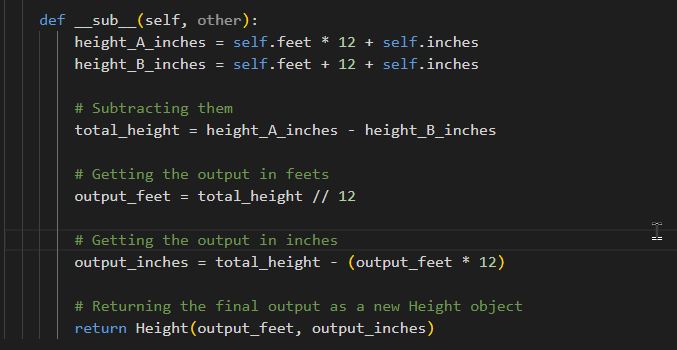 def __sub__(self, other):
height_A_inches = self.feet * 12 + self.inches
height_B_inches = self.feet + 12 + self.inches
# Subtracting them
total_height = height_A_inches - height_B_inches
# Getting the output in feets
output_feet = total_height // 12
# Getting the output in inches
output_inches = total_height - (output_feet * 12)
# Returning the final output as a new Height object
return Height(output_feet, output_inches)